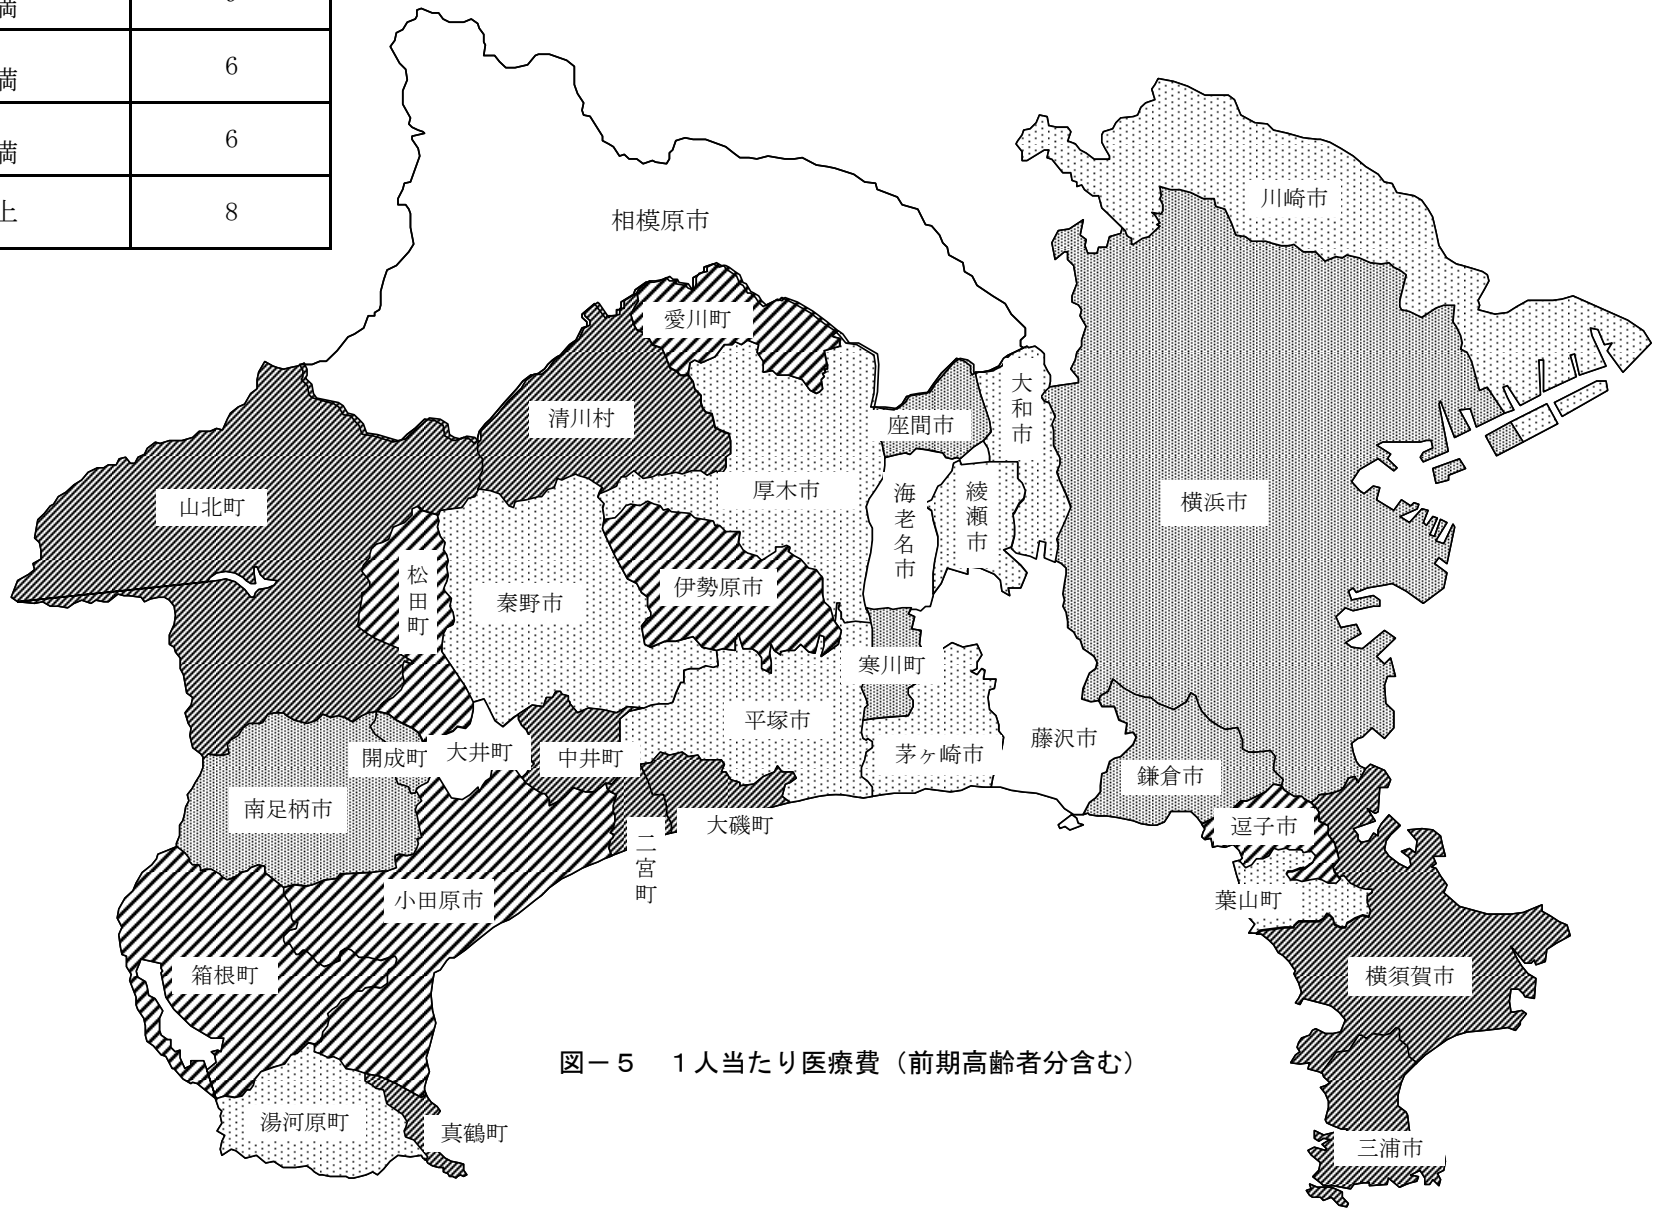 満
満
6
満
6
上
8
川崎市
相模原市
愛川町
清川村
座間市
大和市
山北町
厚木市
海老名市
綾瀬市
横浜市
松田町
秦野市
伊勢原市
寒川町
平塚市
開成町
大井町
中井町
茅ヶ崎市
藤沢市
鎌倉市
南足柄市
二宮町
大磯町
逗子市
小田原市
葉山町
箱根町
横須賀市
図－５　１人当たり医療費（前期高齢者分含む）
湯河原町
真鶴町
三浦市